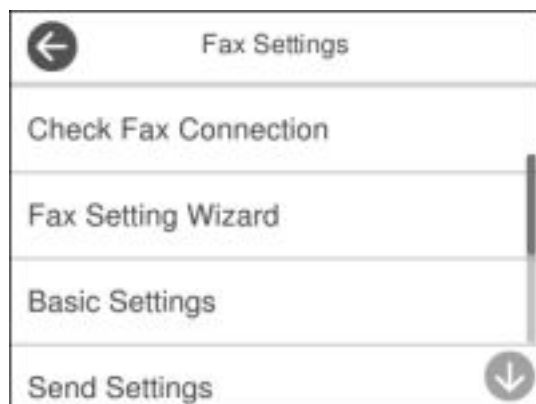 Fax Settings
Check Fax Connection
Fax Setting Wizard
Basic Settings
Send Settings